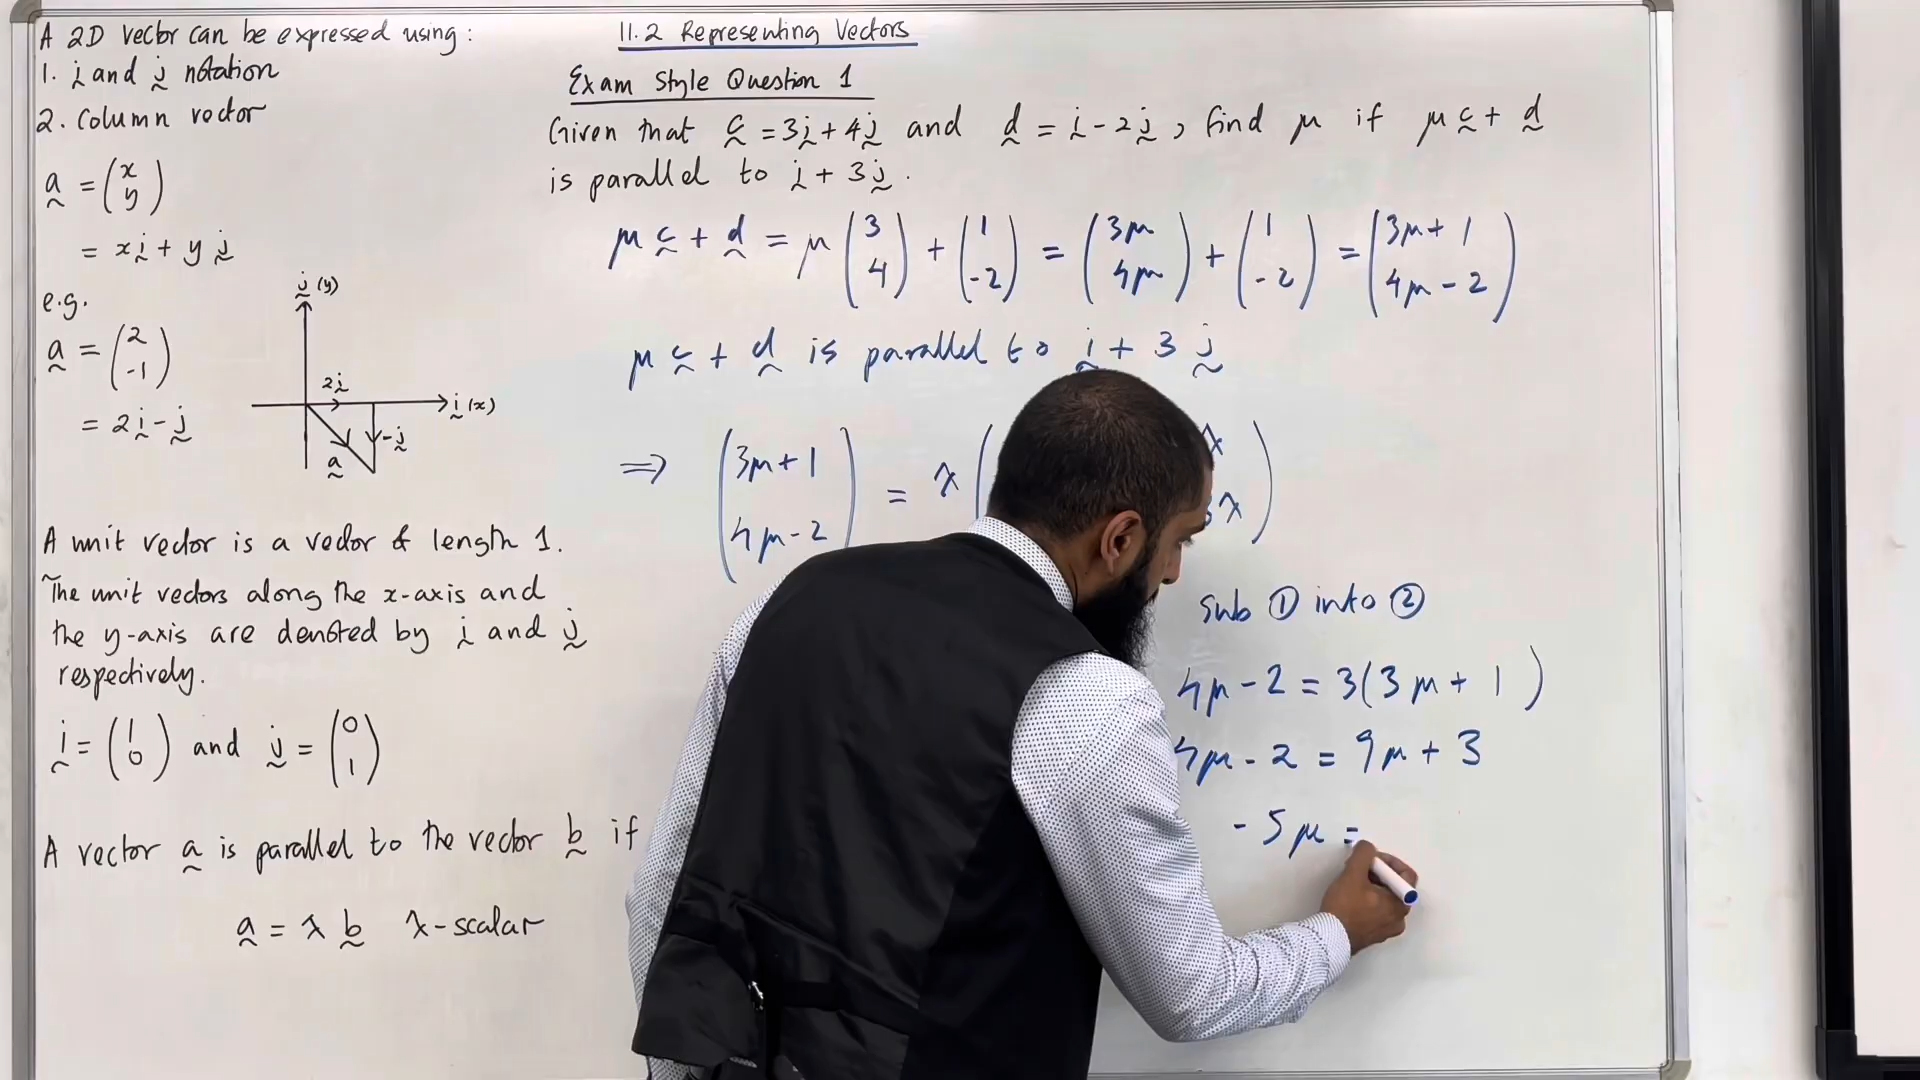 A 2D vector can be expressed using:
1. i and j notation
2. Column vector
a = (x y)
= xi + yj
e.g.
a = (2 -1)
= 2i - j
j (y)
2i
i (x)
-j
a
A unit vector is a vector of length 1.
The unit vectors along the x-axis and
the y-axis are denoted by i and j
respectively.
i = (1 0) and j = (0 1)
A vector a is parallel to the vector b if
a = λ b λ-scalar
11.2 Representing Vectors
Exam Style Question 1
Given that c = 3i + 4j and d = i - 2j, find μ if μc + d
is parallel to i + 3j.
μc + d = μ(3 4) + (1 -2) = (3μ 4μ) + (1 -2) = (3μ + 1 4μ - 2)
μc + d is parallel to i + 3j
⇒ (3μ + 1 4μ - 2) = λ( λ 3λ)
Sub ① into ②
4μ - 2 = 3(3μ + 1)
4μ - 2 = 9μ + 3
-5μ =